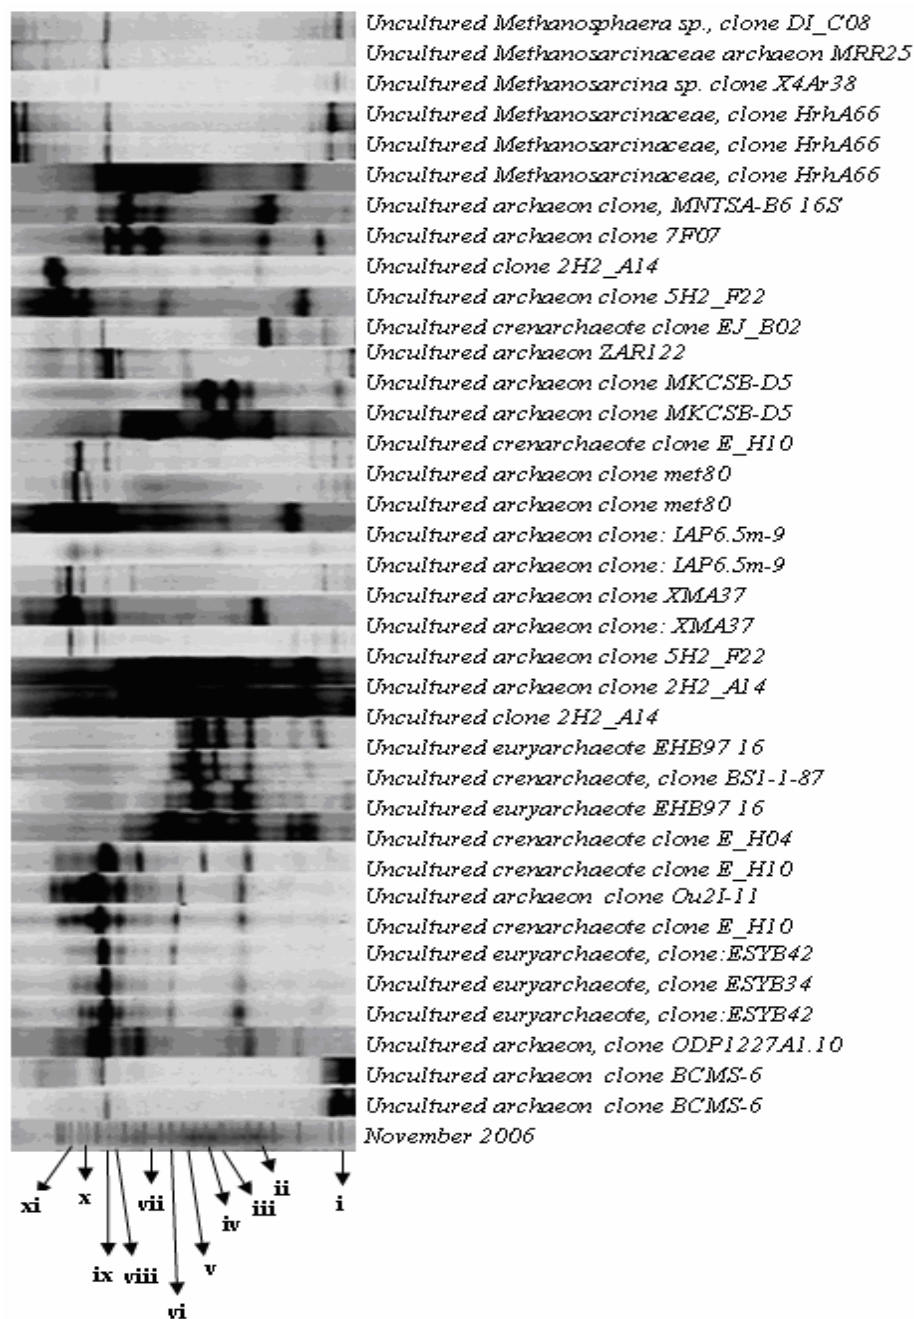 Uncultured Methanosphaera sp., clone DI_C08
Uncultured Methanosarcinaceae archaeon MRR25
Uncultured Methanosarcina sp. clone X4Ar38
Uncultured Methanosarcinaceae, clone HrhA66
Uncultured Methanosarcinaceae, clone HrhA66
Uncultured Methanosarcinaceae, clone HrhA66
Uncultured archaeon clone, MNTSA-B6 16S
Uncultured archaeon clone 7F07
Uncultured clone 2H2_A14
Uncultured archaeon clone 5H2_F22
Uncultured crenarchaeote clone EJ_B02
Uncultured archaeon ZAR122
Uncultured archaeon clone MKCSB-D5
Uncultured archaeon clone MKCSB-D5
Uncultured crenarchaeote clone E_H10
Uncultured archaeon clone met80
Uncultured archaeon clone met80
Uncultured archaeon clone: IAP6.5m-9
Uncultured archaeon clone: IAP6.5m-9
Uncultured archaeon clone XMA37
Uncultured archaeon clone: XMA37
Uncultured archaeon clone 5H2_F22
Uncultured archaeon clone 2H2_A14
Uncultured clone 2H2_A14
Uncultured euryarchaeote EHB97 16
Uncultured crenarchaeote, clone BS1-1-87
Uncultured euryarchaeote EHB97 16
Uncultured crenarchaeote clone E_H04
Uncultured crenarchaeote clone E_H10
Uncultured archaeon clone Ou2I-11
Uncultured crenarchaeote clone E_H10
Uncultured euryarchaeote, clone:ESYB42
Uncultured euryarchaeote, clone ESYB34
Uncultured euryarchaeote, clone:ESYB42
Uncultured archaeon, clone ODP1227A1.10
Uncultured archaeon clone BCMS-6
Uncultured archaeon clone BCMS-6
November 2006
xi x vii iv iii ii i
ix viii vi v